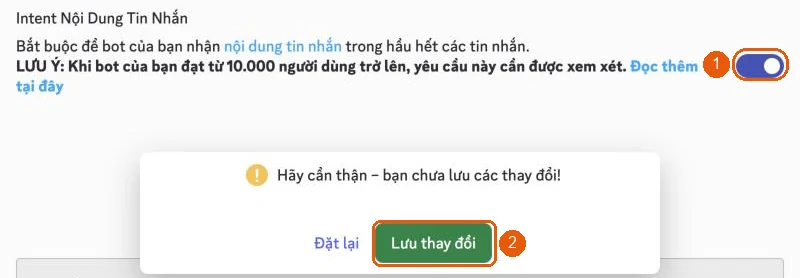 Intent Nội Dung Tin Nhắn
Bắt buộc để bot của bạn nhận nội dung tin nhắn trong hầu hết các tin nhắn.
LƯU Ý: Khi bot của bạn đạt từ 10.000 người dùng trở lên, yêu cầu này cần được xem xét. Đọc thêm
tại đây
1
Hãy cẩn thận – bạn chưa lưu các thay đổi!
Đặt lại
Lưu thay đổi
2